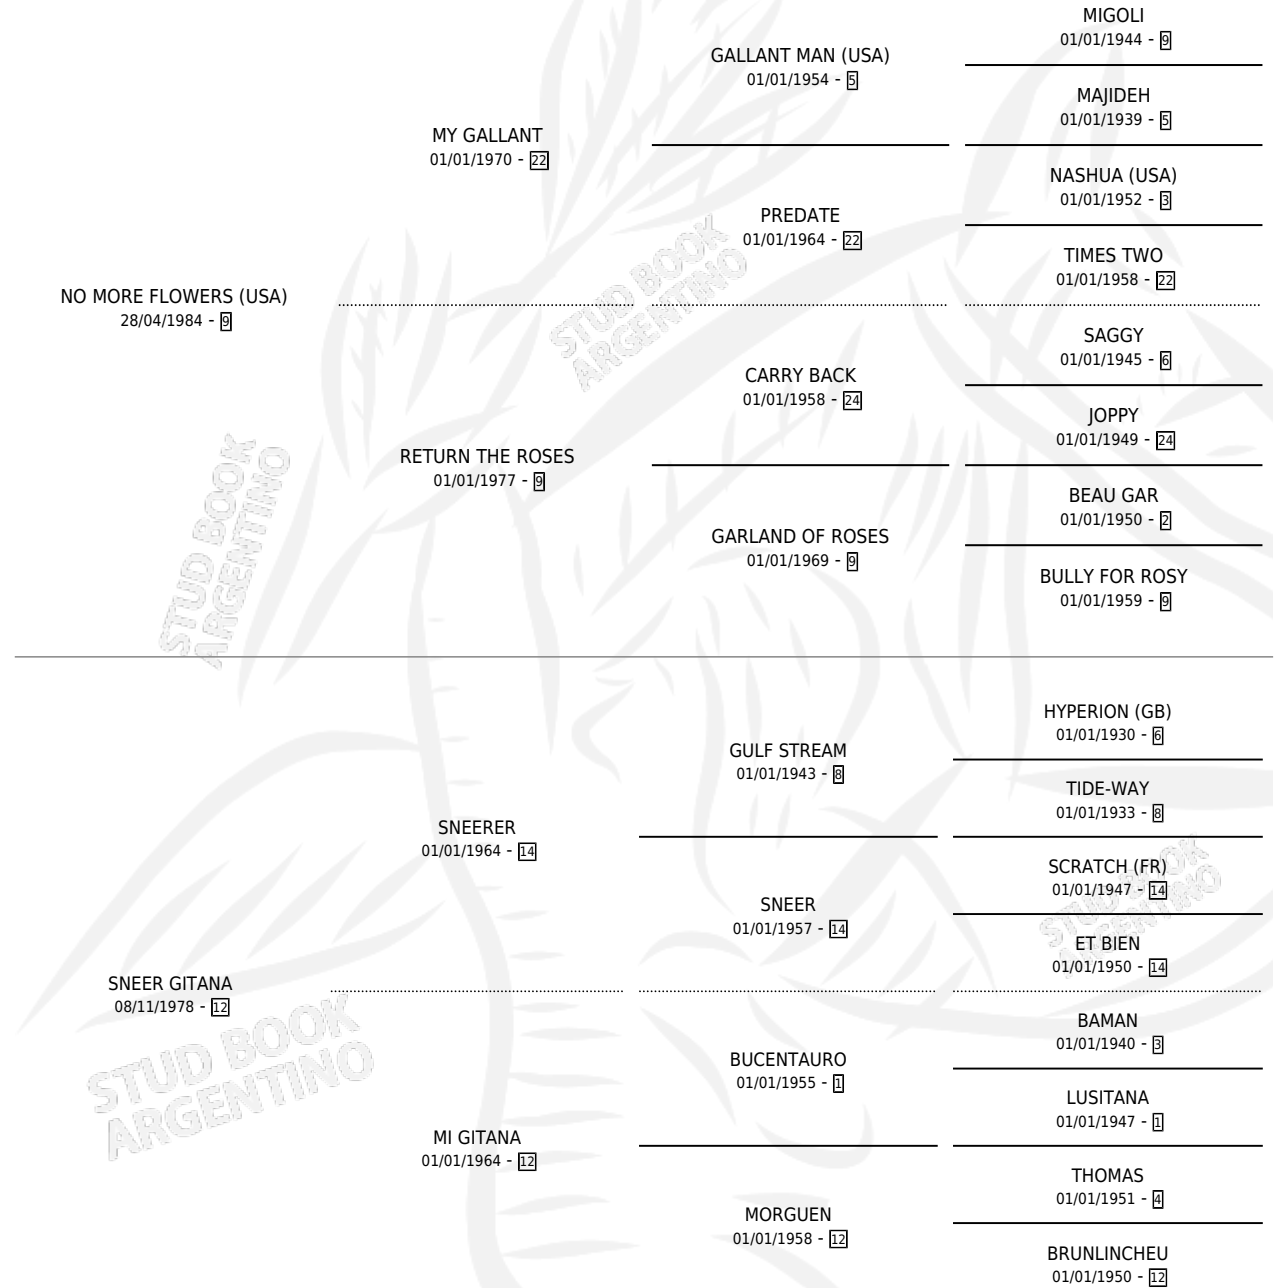 MIGOLI
01/01/1944 - 9
GALLANT MAN (USA)
01/01/1954 - 5
MAJIDEH
01/01/1939 - 5
MY GALLANT
01/01/1970 - 22
NASHUA (USA)
01/01/1952 - 3
PREDATE
01/01/1964 - 22
TIMES TWO
01/01/1958 - 22
NO MORE FLOWERS (USA)
28/04/1984 - 9
STUD BOOK
ARGENTINO
SAGGY
01/01/1945 - 6
CARRY BACK
01/01/1958 - 24
JOPPY
01/01/1949 - 24
RETURN THE ROSES
01/01/1977 - 9
BEAU GAR
01/01/1950 - 2
GARLAND OF ROSES
01/01/1969 - 9
BULLY FOR ROSY
01/01/1959 - 9
STUD BOOK
ARGENTINO
HYPERION (GB)
01/01/1930 - 6
GULF STREAM
01/01/1943 - 8
TIDE-WAY
01/01/1933 - 8
SNEERER
01/01/1964 - 14
SCRATCH (FR)
01/01/1947 - 14
SNEER
01/01/1957 - 14
ET BIEN
01/01/1950 - 14
STUD BOOK
ARGENTINO
SNEER GITANA
08/11/1978 - 12
BAMAN
01/01/1940 - 3
BUCENTAURO
01/01/1955 - 1
LUSITANA
01/01/1947 - 1
STUD BOOK
ARGENTINO
MI GITANA
01/01/1964 - 12
THOMAS
01/01/1951 - 4
MORGUEN
01/01/1958 - 12
BRUNLINCHEU
01/01/1950 - 12